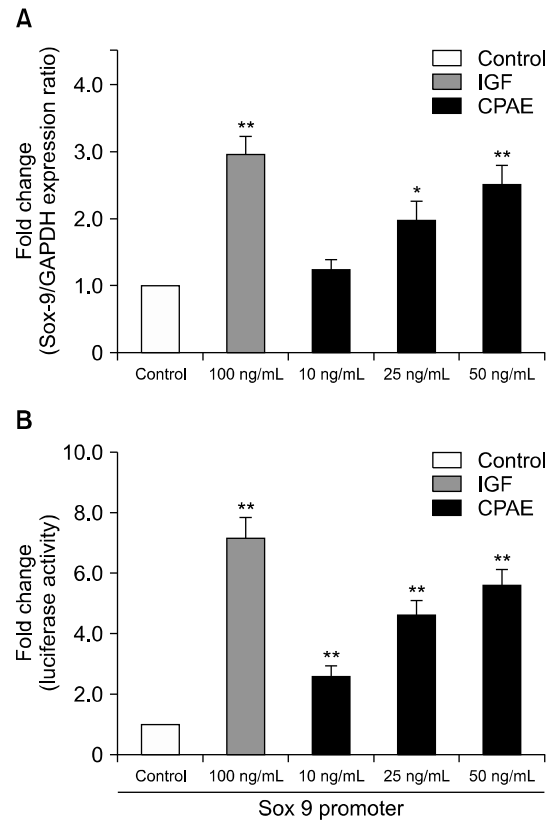 A
Control
IGF
CPAE
Fold change
(Sox-9/GAPDH expression ratio)
4.0
3.0
2.0
1.0
0
**
*
**
Control
100 ng/mL
10 ng/mL
25 ng/mL
50 ng/mL
B
Control
IGF
CPAE
Fold change
(luciferase activity)
10.0
8.0
6.0
4.0
2.0
0
**
**
**
**
Control
100 ng/mL
10 ng/mL
25 ng/mL
50 ng/mL
Sox 9 promoter